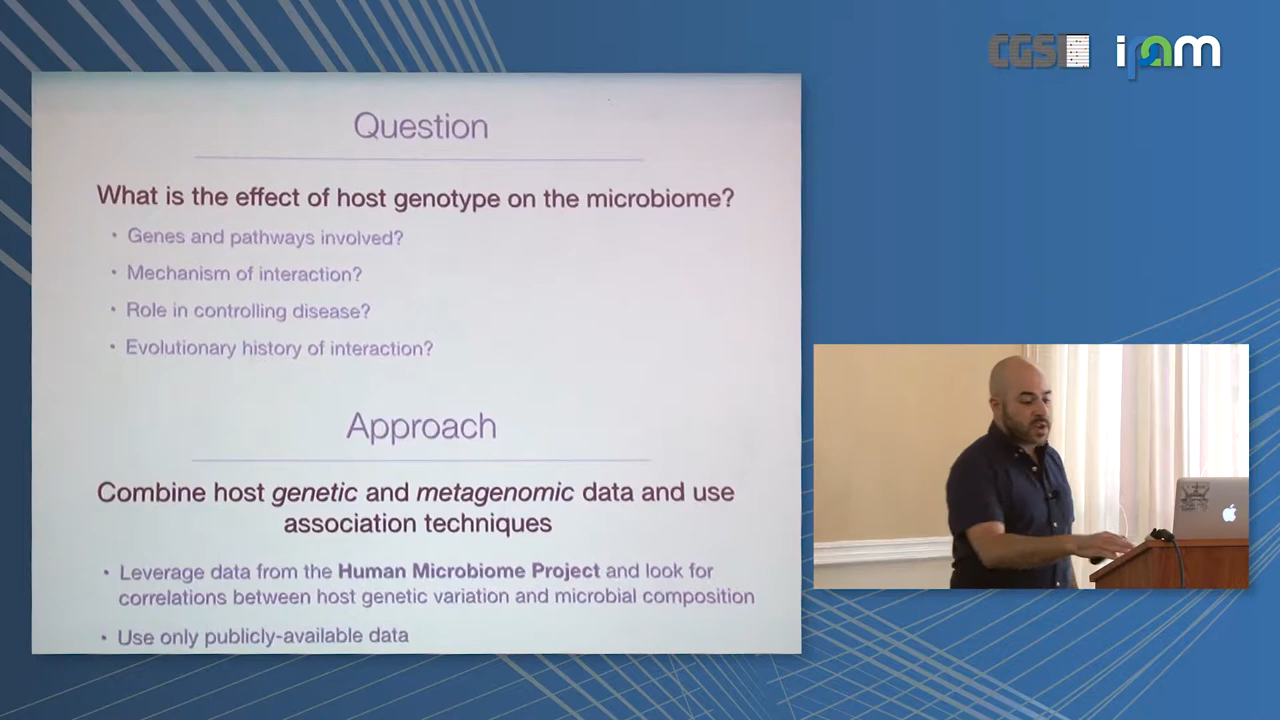 CGSI
ipam
Question
What is the effect of host genotype on the microbiome?
• Genes and pathways involved?
• Mechanism of interaction?
• Role in controlling disease?
• Evolutionary history of interaction?
Approach
Combine host genetic and metagenomic data and use
association techniques
• Leverage data from the Human Microbiome Project and look for
correlations between host genetic variation and microbial composition
• Use only publicly-available data